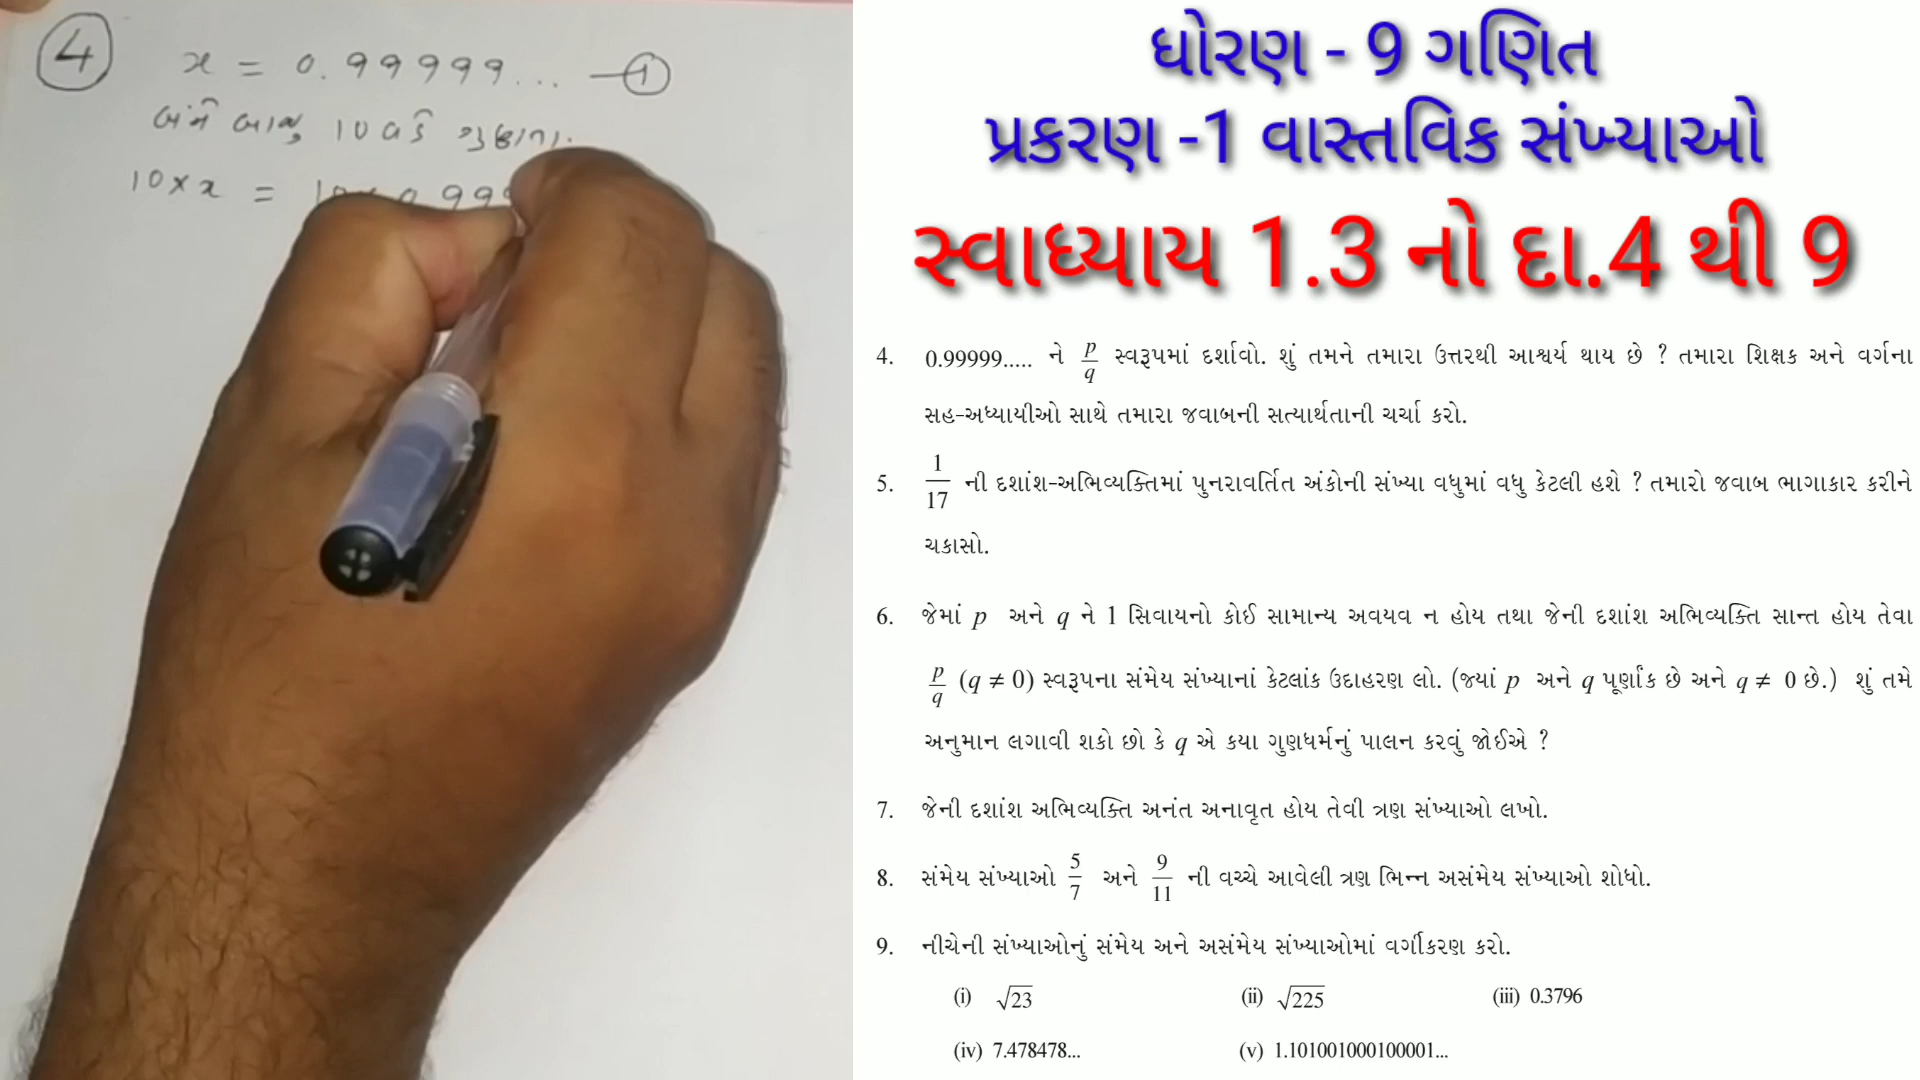 4 x = 0.99999... — 1
બંને બાજુ 10 વડે ગુણતા.
10 × x = 10 × 0.999
ધોરણ - 9 ગણિત
પ્રકરણ -1 વાસ્તવિક સંખ્યાઓ
સ્વાધ્યાય 1.3 નો દા.4 થી 9
4. 0.99999..... ને p/q સ્વરૂપમાં દર્શાવો. શું તમને તમારા ઉત્તરથી આશ્ચર્ય થાય છે ? તમારા શિક્ષક અને વર્ગના
સહ-અધ્યાયીઓ સાથે તમારા જવાબની સત્યાર્થતાની ચર્ચા કરો.
5. 1/17 ની દશાંશ-અભિવ્યક્તિમાં પુનરાવર્તિત અંકોની સંખ્યા વધુમાં વધુ કેટલી હશે ? તમારો જવાબ ભાગાકાર કરીને
ચકાસો.
6. જેમાં p અને q ને 1 સિવાયનો કોઈ સામાન્ય અવયવ ન હોય તથા જેની દશાંશ અભિવ્યક્તિ સાન્ત હોય તેવા
p/q (q ≠ 0) સ્વરૂપના સંમેય સંખ્યાનાં કેટલાંક ઉદાહરણ લો. (જ્યાં p અને q પૂર્ણાંક છે અને q ≠ 0 છે.) શું તમે
અનુમાન લગાવી શકો છો કે q એ કયા ગુણધર્મનું પાલન કરવું જોઈએ ?
7. જેની દશાંશ અભિવ્યક્તિ અનંત અનાવૃત હોય તેવી ત્રણ સંખ્યાઓ લખો.
8. સંમેય સંખ્યાઓ 5/7 અને 9/11 ની વચ્ચે આવેલી ત્રણ ભિન્ન અસંમેય સંખ્યાઓ શોધો.
9. નીચેની સંખ્યાઓનું સંમેય અને અસંમેય સંખ્યાઓમાં વર્ગીકરણ કરો.
(i) √23 (ii) √225 (iii) 0.3796
(iv) 7.478478... (v) 1.101001000100001...